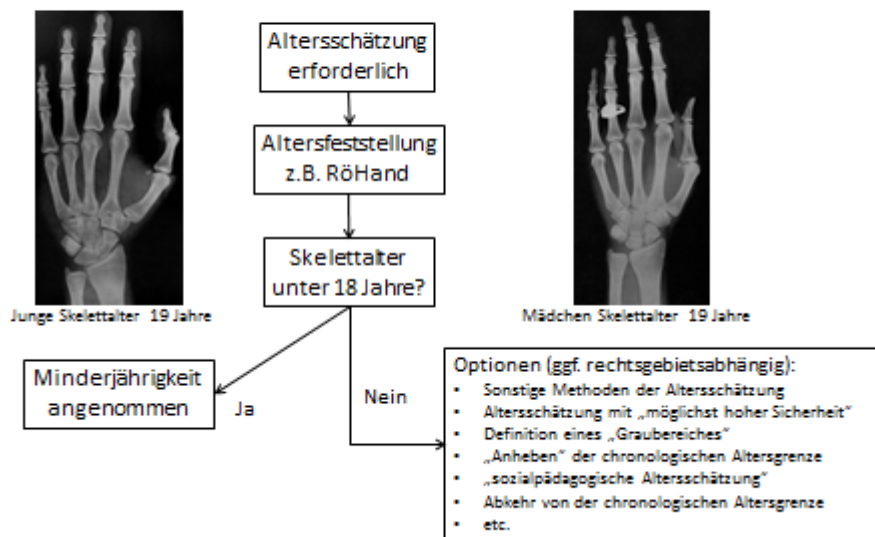 Altersschätzung
erforderlich
Altersfeststellung
z.B. RöHand
Skelettalter
unter 18 Jahre?
Junge Skelettalter 19 Jahre
Mädchen Skelettalter 19 Jahre
Minderjährigkeit
angenommen
Ja
Nein
Optionen (ggf. rechtsgebietsabhängig):
▪ Sonstige Methoden der Altersschätzung
▪ Altersschätzung mit „möglichst hoher Sicherheit“
▪ Definition eines „Graubereiches“
▪ „Anheben“ der chronologischen Altersgrenze
▪ „sozialpädagogische Altersschätzung“
▪ Abkehr von der chronologischen Altersgrenze
▪ etc.